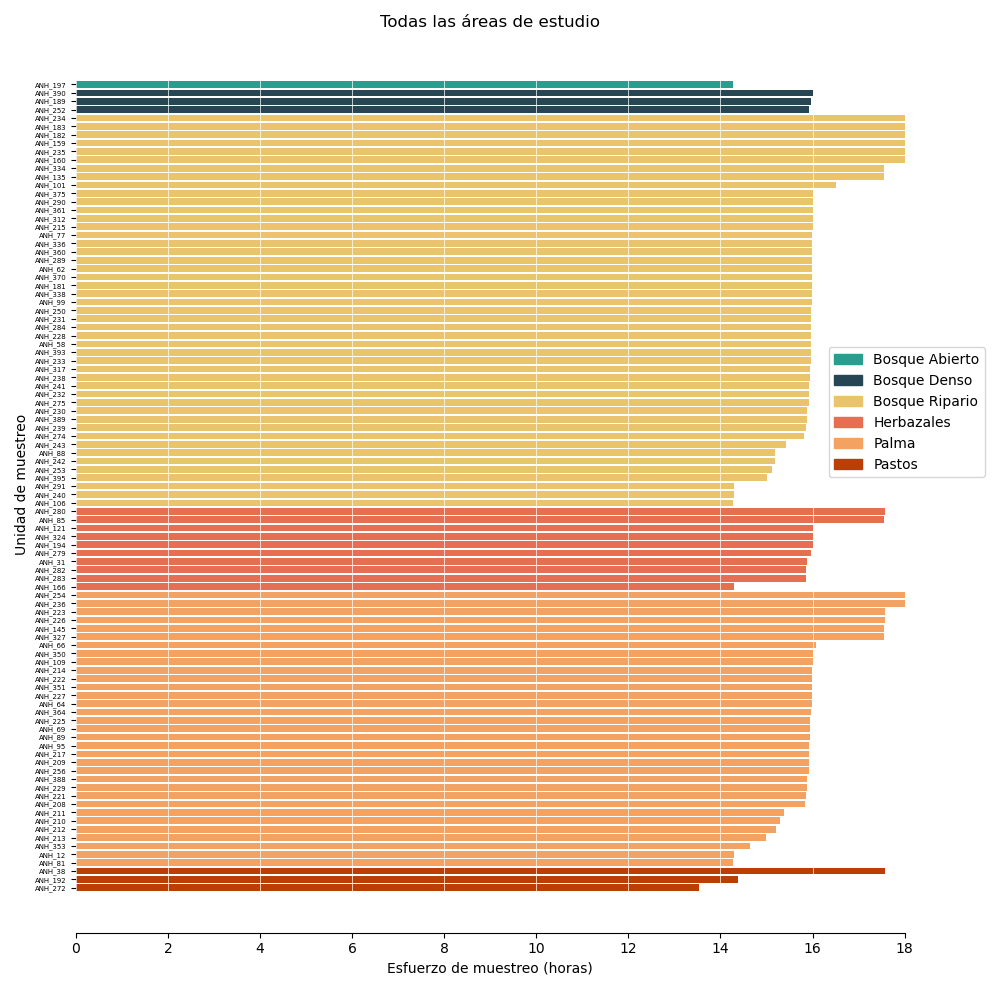 Todas las áreas de estudio
Unidad de muestreo
ANH_197
ANH_390
ANH_189
ANH_252
ANH_234
ANH_183
ANH_182
ANH_159
ANH_235
ANH_160
ANH_334
ANH_135
ANH_101
ANH_375
ANH_290
ANH_361
ANH_312
ANH_215
ANH_77
ANH_336
ANH_360
ANH_289
ANH_62
ANH_370
ANH_181
ANH_338
ANH_99
ANH_250
ANH_231
ANH_284
ANH_228
ANH_58
ANH_393
ANH_233
ANH_317
ANH_238
ANH_241
ANH_232
ANH_275
ANH_230
ANH_389
ANH_239
ANH_274
ANH_243
ANH_88
ANH_242
ANH_253
ANH_395
ANH_291
ANH_240
ANH_106
ANH_280
ANH_85
ANH_121
ANH_324
ANH_194
ANH_279
ANH_31
ANH_282
ANH_283
ANH_166
ANH_254
ANH_236
ANH_223
ANH_226
ANH_145
ANH_327
ANH_66
ANH_350
ANH_109
ANH_214
ANH_222
ANH_351
ANH_227
ANH_64
ANH_364
ANH_225
ANH_69
ANH_89
ANH_95
ANH_217
ANH_209
ANH_256
ANH_388
ANH_229
ANH_221
ANH_208
ANH_211
ANH_210
ANH_212
ANH_213
ANH_353
ANH_12
ANH_81
ANH_38
ANH_192
ANH_272
Bosque Abierto
Bosque Denso
Bosque Ripario
Herbazales
Palma
Pastos
0 2 4 6 8 10 12 14 16 18
Esfuerzo de muestreo (horas)